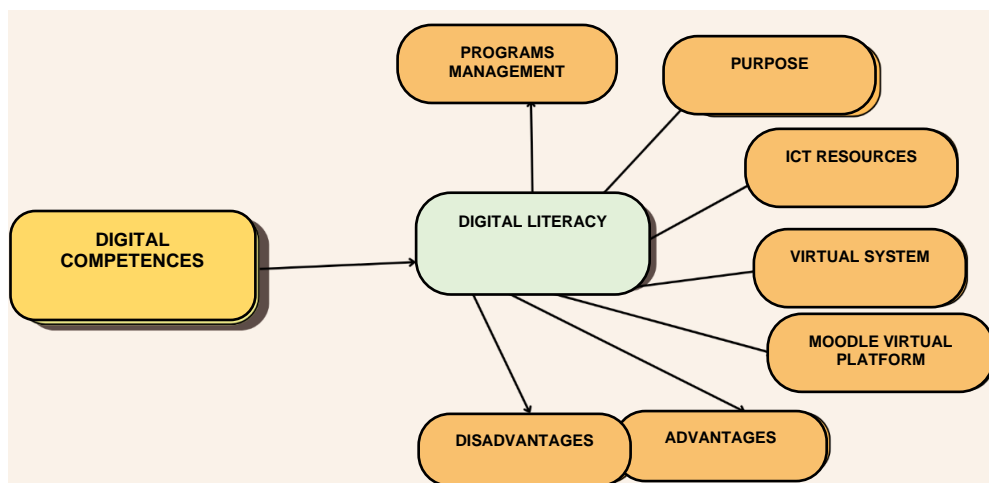 PROGRAMS
MANAGEMENT
PURPOSE
ICT RESOURCES
DIGITAL LITERACY
DIGITAL
COMPETENCES
VIRTUAL SYSTEM
MOODLE VIRTUAL
PLATFORM
DISADVANTAGES
ADVANTAGES